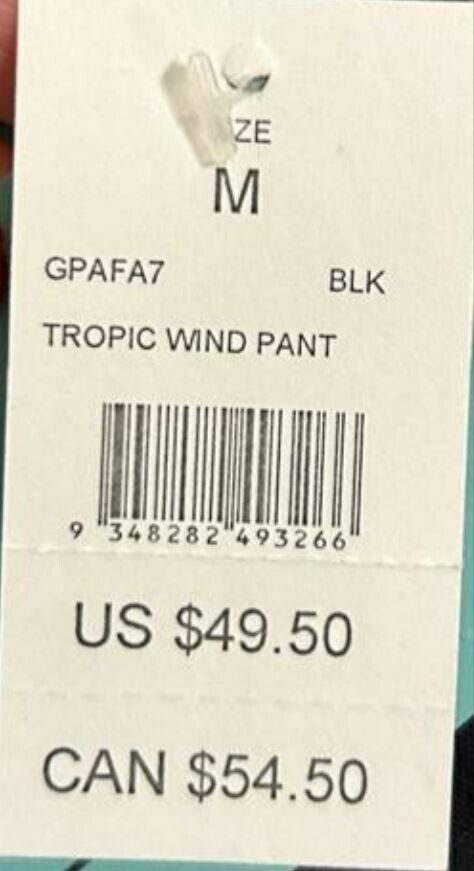 ZE
M
GPAFA7 BLK
TROPIC WIND PANT
9 348282 493266
US $49.50
CAN $54.50